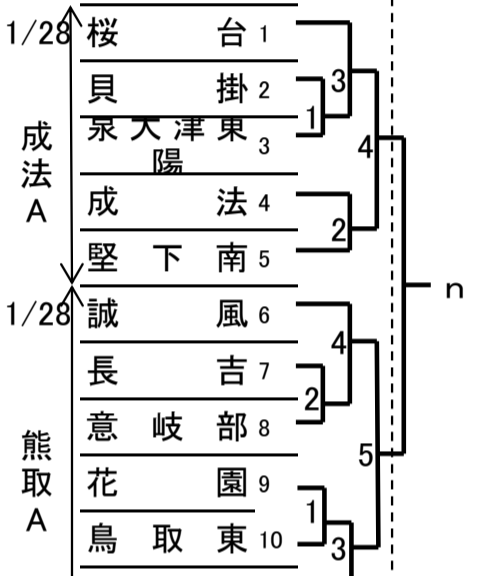 1/28
成法A
桜台 1
貝掛 2
泉大津東
陽 3
成法 4
堅下南 5
1/28
熊取A
誠風 6
長吉 7
意岐部 8
花園 9
鳥取東 10
3
1
4
2
n
4
2
5
1
3